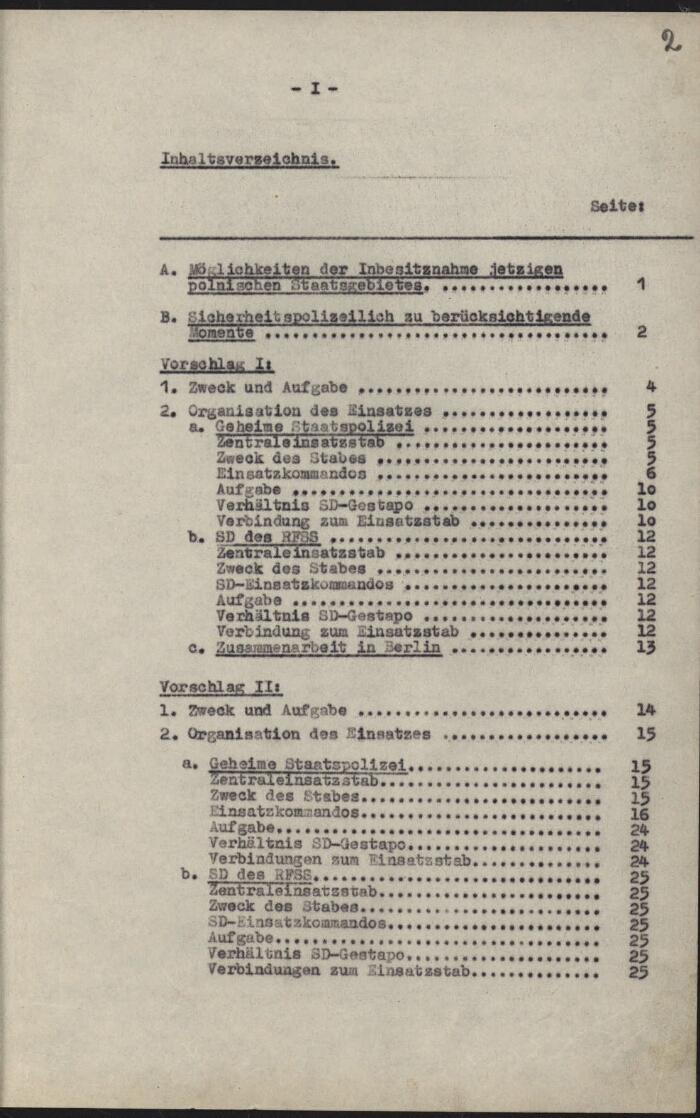 2
- I -
Inhaltsverzeichnis.
Seite:
A. Möglichkeiten der Inbesitznahme jetzigen
polnischen Staatsgebietes. .................. 1
B. Sicherheitspolizeilich zu berücksichtigende
Momente ..................................... 2
Vorschlag I:
1. Zweck und Aufgabe ........................... 4
2. Organisation des Einsatzes .................. 5
a. Geheime Staatspolizei .................... 5
Zentraleinsatzstab ....................... 5
Zweck des Stabes ......................... 5
Einsatzkommandos ......................... 6
Aufgabe .................................. 1o
Verhältnis SD-Gestapo .................... 1o
Verbindung zum Einsatzstab ............... 1o
b. SD des RFSS .............................. 12
Zentraleinsatzstab ....................... 12
Zweck des Stabes ......................... 12
SD-Einsatzkommandos ...................... 12
Aufgabe .................................. 12
Verhältnis SD-Gestapo .................... 12
Verbindung zum Einsatzstab ............... 12
c. Zusammenarbeit in Berlin ................. 13
Vorschlag II:
1. Zweck und Aufgabe ........................... 14
2. Organisation des Einsatzes .................. 15
a. Geheime Staatspolizei..................... 15
Zentraleinsatzstab........................ 15
Zweck des Stabes.......................... 15
Einsatzkommandos.......................... 16
Aufgabe................................... 24
Verhältnis SD-Gestapo..................... 24
Verbindungen zum Einsatzstab.............. 24
b. SD des RFSS............................... 25
Zentraleinsatzstab........................ 25
Zweck des Stabes.......................... 25
SD-Einsatzkommandos....................... 25
Aufgabe................................... 25
Verhältnis SD-Gestapo..................... 25
Verbindungen zum Einsatzstab.............. 25